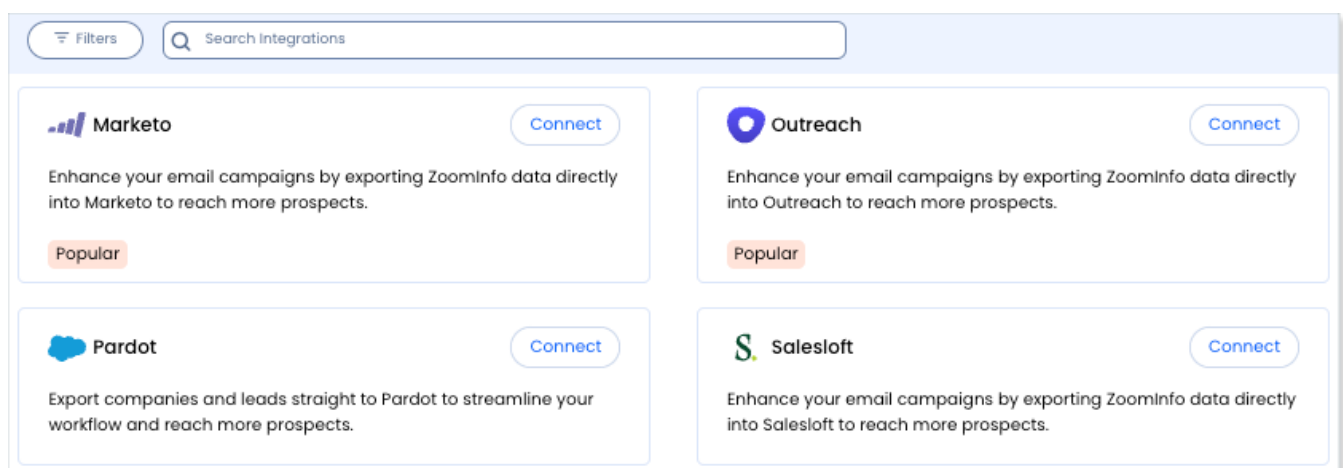 Filters
Search Integrations
Marketo
Connect
Enhance your email campaigns by exporting ZoomInfo data directly
into Marketo to reach more prospects.
Popular
Outreach
Connect
Enhance your email campaigns by exporting ZoomInfo data directly
into Outreach to reach more prospects.
Popular
Pardot
Connect
Export companies and leads straight to Pardot to streamline your
workflow and reach more prospects.
S.
Salesloft
Connect
Enhance your email campaigns by exporting ZoomInfo data directly
into Salesloft to reach more prospects.